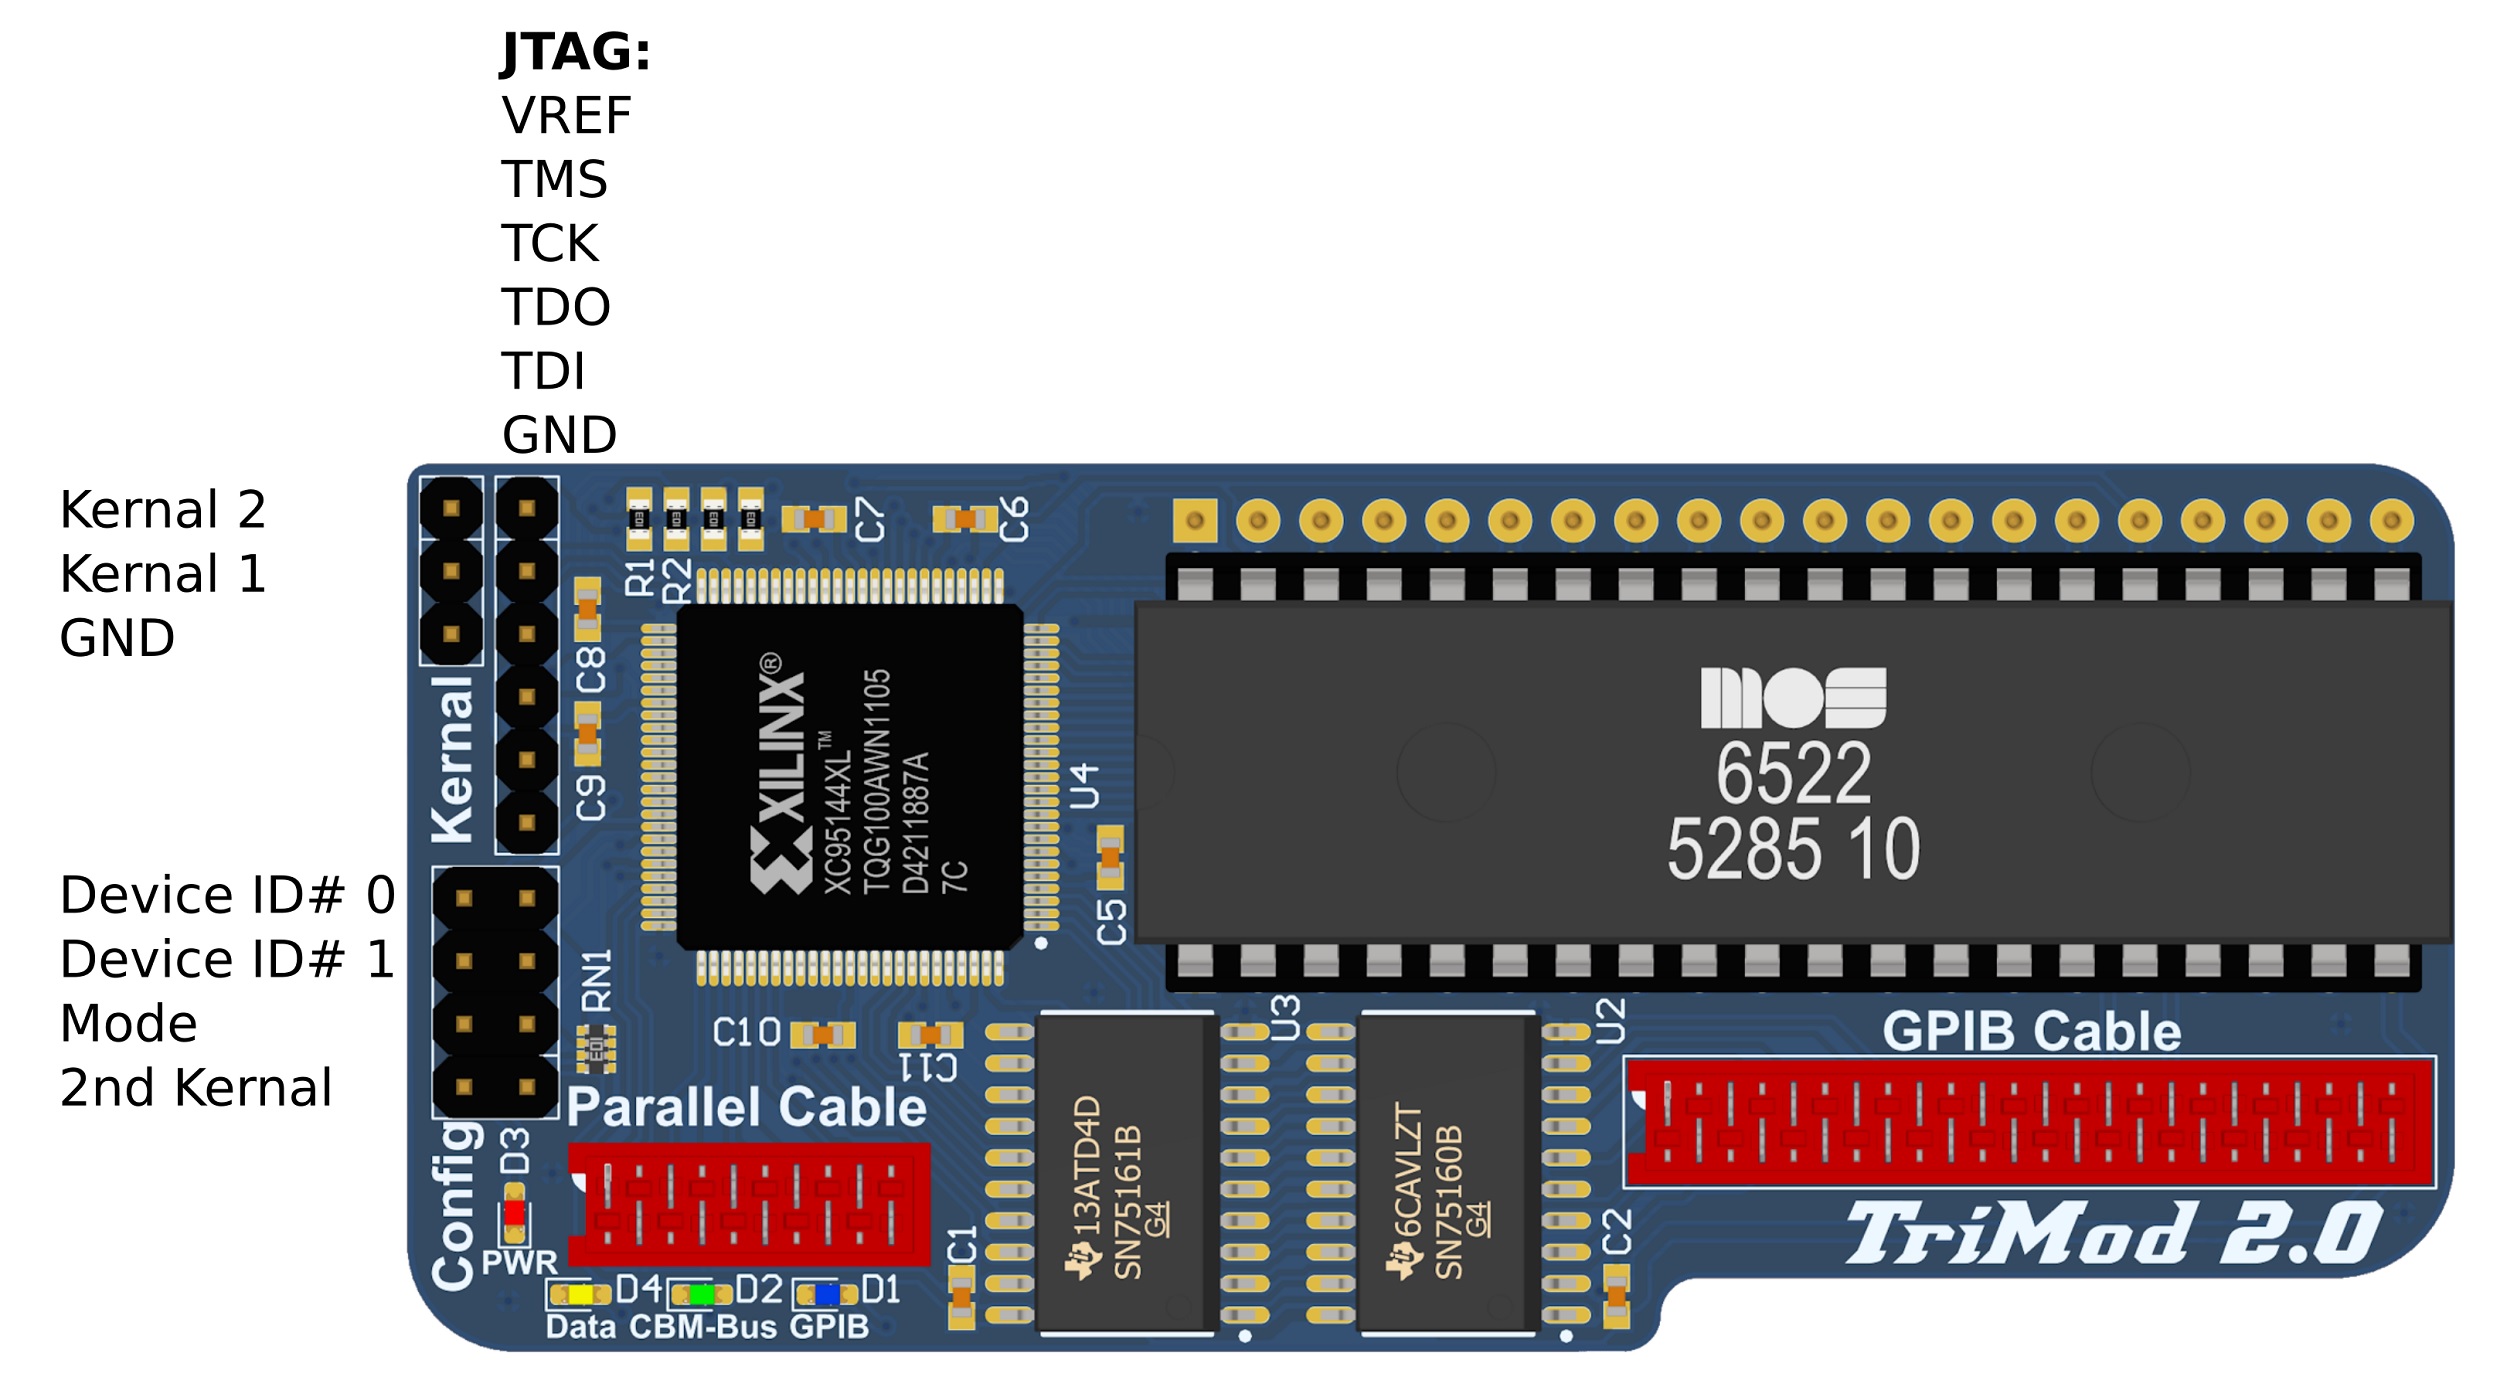 JTAG:
VREF
TMS
TCK
TDO
TDI
GND
Kernal 2
Kernal 1
GND
Device ID# 0
Device ID# 1
Mode
2nd Kernal
Kernal
Config
R1
R2
C7
C6
C8
C9
XILINX®
XC95144XL™
TQG100AWN1105
D4211887A
7C
U4
C5
mos
6522
5285 10
RN1
C10
C11
U3
U2
GPIB Cable
Parallel Cable
D3
PWR
D4
D2
D1
Data
CBM-Bus
GPIB
C1
13ATD4D
SN75161B
G4
6CAVLZT
SN75160B
G4
C2
TriMod 2.0